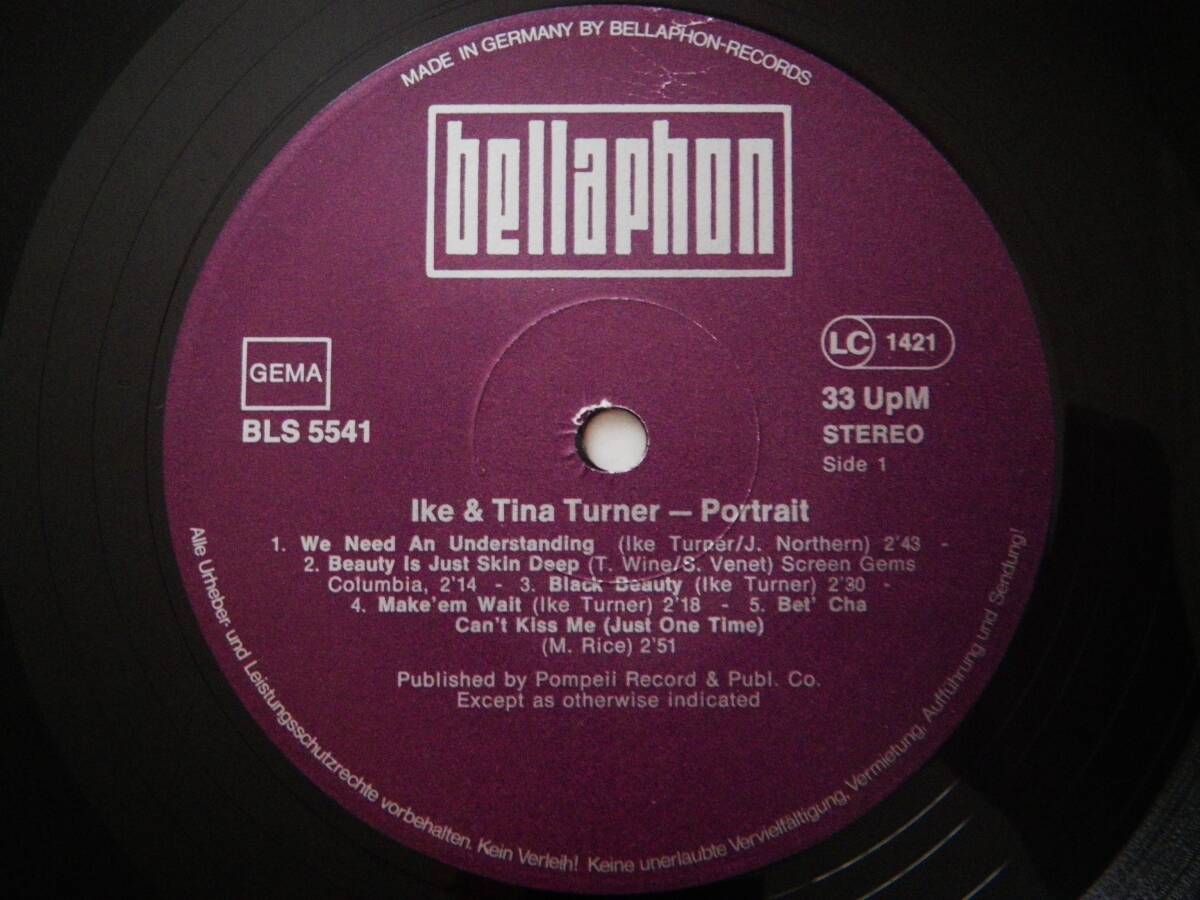 MADE IN GERMANY BY BELLAPHON-RECORDS
bellaphon
GEMA
BLS 5541
LC 1421
33 UpM
STEREO
Side 1
Ike & Tina Turner — Portrait
1. We Need An Understanding (Ike Turner/J. Northern) 2'43 -
2. Beauty Is Just Skin Deep (T. Wine/S. Venet) Screen Gems
Columbia, 2'14 - 3. Black Beauty (Ike Turner) 2'30 -
4. Make'em Wait (Ike Turner) 2'18 - 5. Bet' Cha
Can't Kiss Me (Just One Time)
(M. Rice) 2'51
Published by Pompeii Record & Publ. Co.
Except as otherwise indicated
Alle Urheber- und Leistungsschutzrechte vorbehalten. Kein Verleih! Keine unerlaubte Vervielfältigung, Vermietung, Aufführung und Sendung!